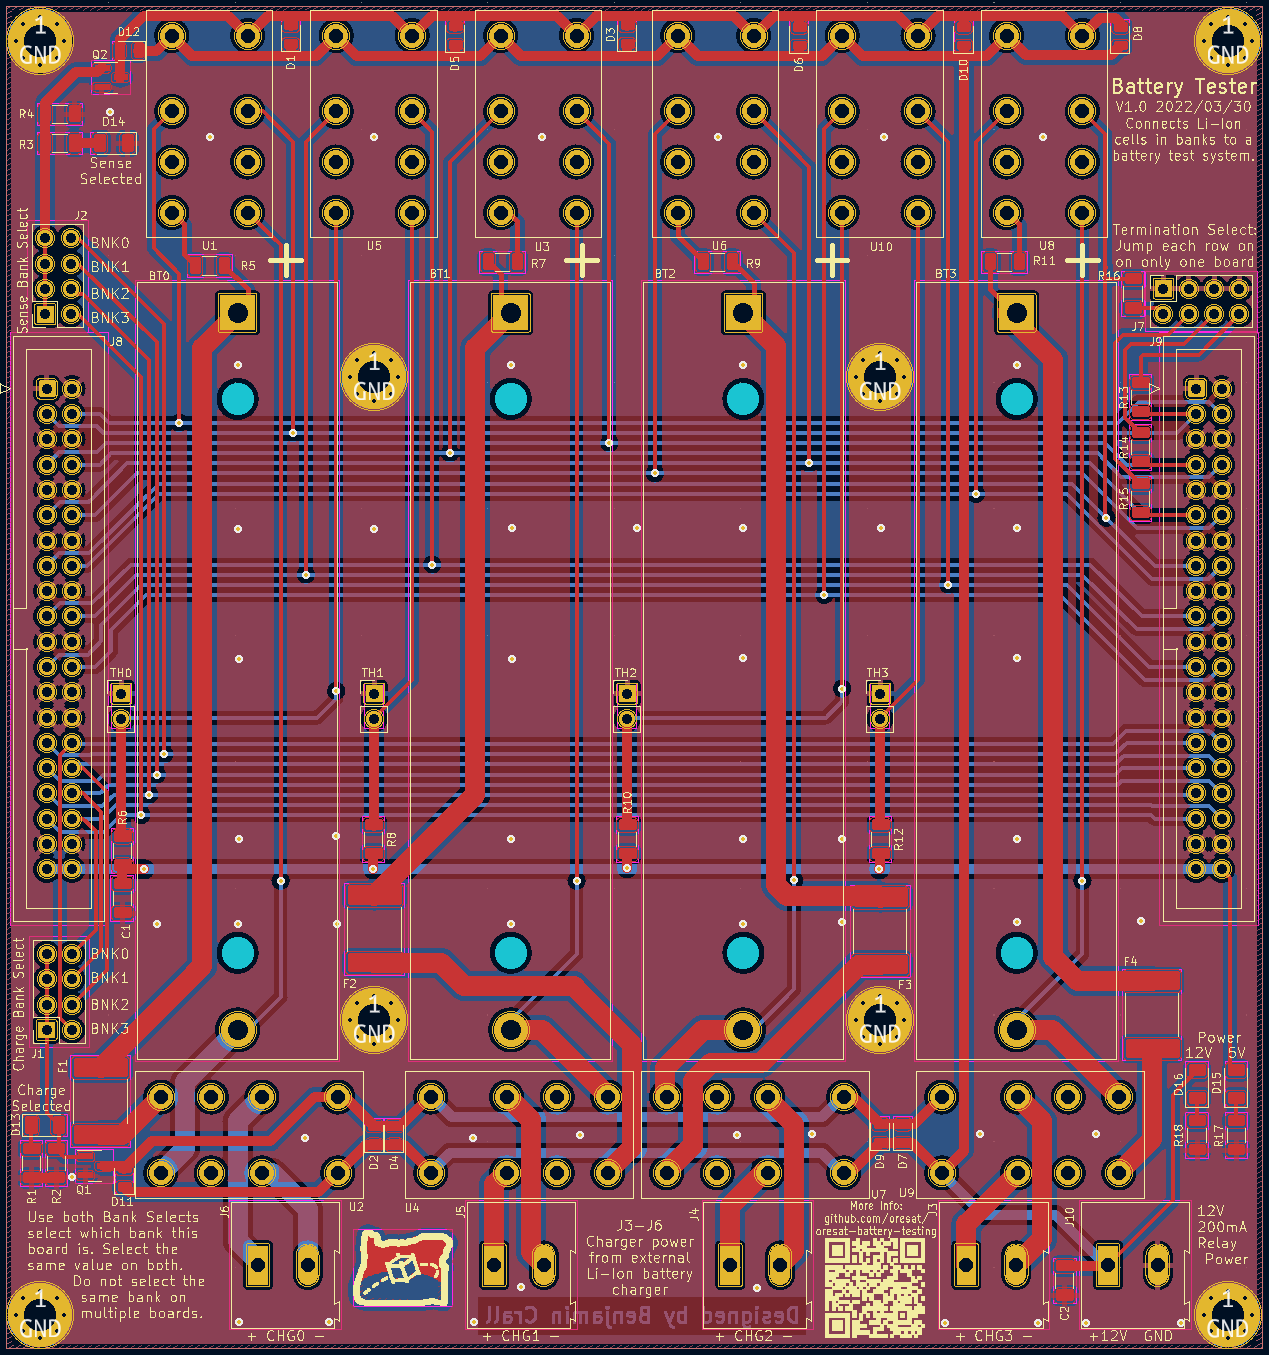 1
GND
D12
D1
D5
D3
D6
D10
D8
1
GND
Q2
Battery Tester
V1.0 2022/03/30
Connects Li-Ion
cells in banks to a
battery test system.
R4
D14
R3
Sense
Selected
J2
Sense Bank Select
BNK0
BNK1
BNK2
BNK3
U1
U5
U3
U6
U10
U8
Termination Select:
Jump each row on
on only one board
BT0
R5
BT1
R7
BT2
R9
BT3
R11
R16
J7
J8
J9
1
GND
1
GND
R13
R14
R15
TH0
TH1
TH2
TH3
R6
R8
R10
R12
C1
Charge Bank Select
BNK0
BNK1
BNK2
BNK3
J1
F2
F3
F4
1
GND
1
GND
F1
Power
12V 5V
D16
D15
Charge
Selected
D13
R18
R17
D2
D4
D9
D7
R1
R2
Q1
D11
J6
U2
U4
J5
J4
U7
U9
J3
J10
More Info:
github.com/oresat/
oresat-battery-testing
Use both Bank Selects
select which bank this
board is. Select the
same value on both.
Do not select the
same bank on
multiple boards.
J3-J6
Charger power
from external
Li-Ion battery
charger
12V
200mA
Relay
Power
C2
Designed by Benjamin Crall
1
GND
+ CHG0 -
+ CHG1 -
+ CHG2 -
+ CHG3 -
+12V GND
1
GND